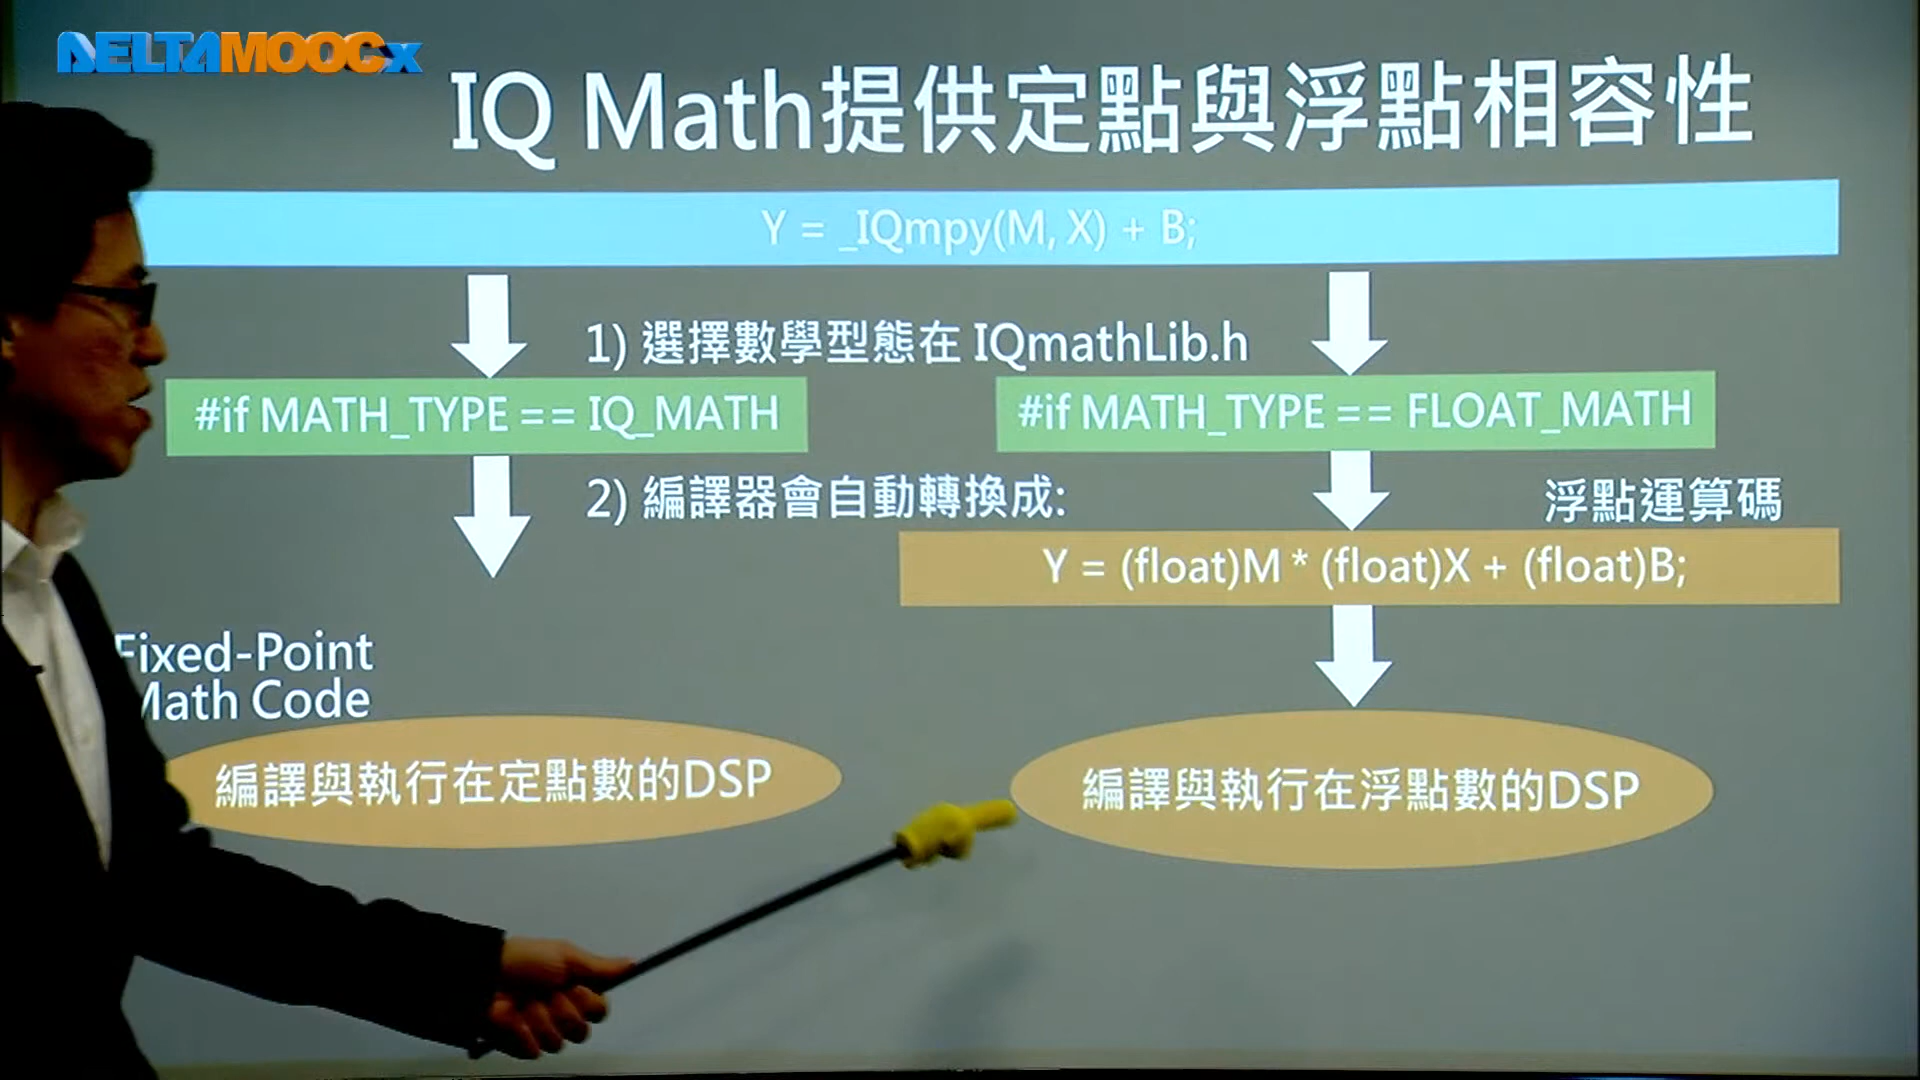 DELTAMOOCx
IQ Math提供定點與浮點相容性
Y = _IQmpy(M, X) + B;
1) 選擇數學型態在 IQmathLib.h
#if MATH_TYPE == IQ_MATH
#if MATH_TYPE == FLOAT_MATH
2) 編譯器會自動轉換成:
浮點運算碼
Y = (float)M * (float)X + (float)B;
Fixed-Point
Math Code
編譯與執行在定點數的DSP
編譯與執行在浮點數的DSP